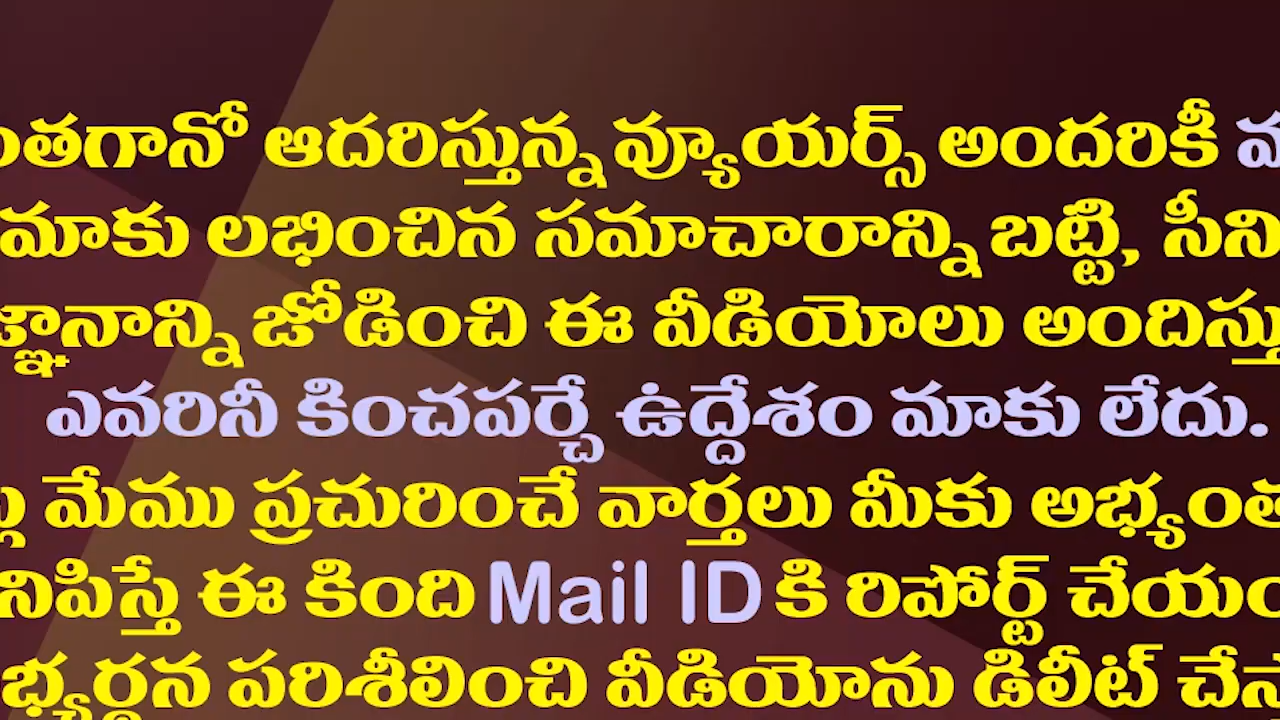 ఆదరిస్తున్న వ్యూయర్స్ అందరికీ
మాకు లభించిన సమాచారాన్ని బట్టి,
జోడించి ఈ వీడియోలు
ఎవరినీ కించపర్చే ఉద్దేశం మాకు లేదు.
మేము ప్రచురించే వార్తలు మీకు
ఈ కింది Mail ID కి రిపోర్ట్
పరిశీలించి వీడియోను డిలీట్